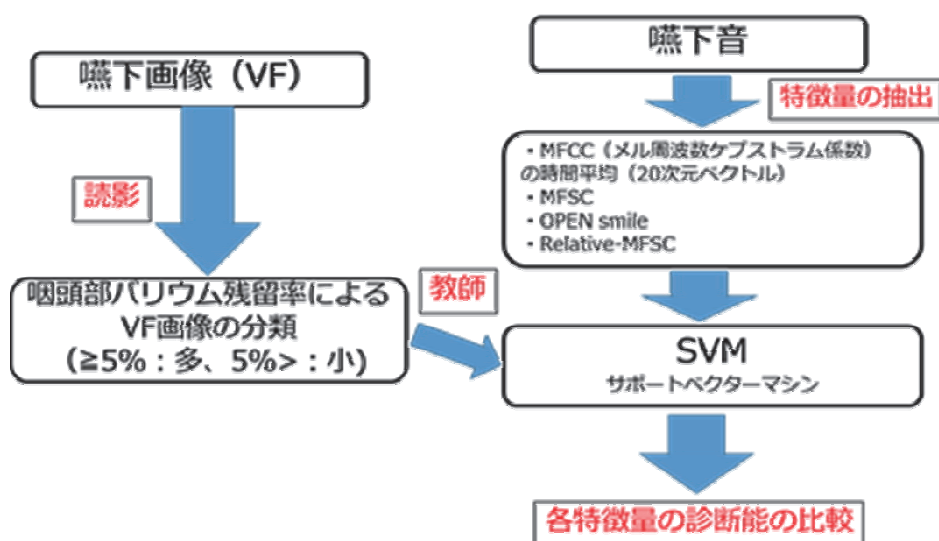 嚥下画像（VF）
読影
咽頭部バリウム残留率による
VF画像の分類
（≧5%：多、5%>：小）
教師
嚥下音
特徴量の抽出
・MFCC（メル周波数ケプストラム係数）
の時間平均（20次元ベクトル）
・MFSC
・OPEN smile
・Relative-MFSC
SVM
サポートベクターマシン
各特徴量の診断能の比較